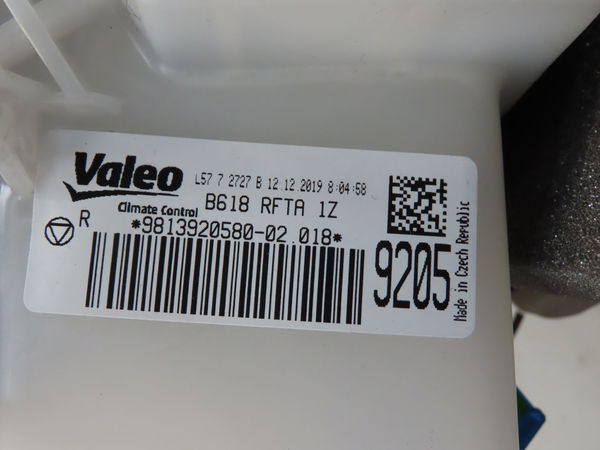 Valeo L57 7 2727 B 12.12.2019 8:04:58
Climate Control B618 RFTA 1Z
R *9813920580-02.018*
9205
Made in Czech Republic